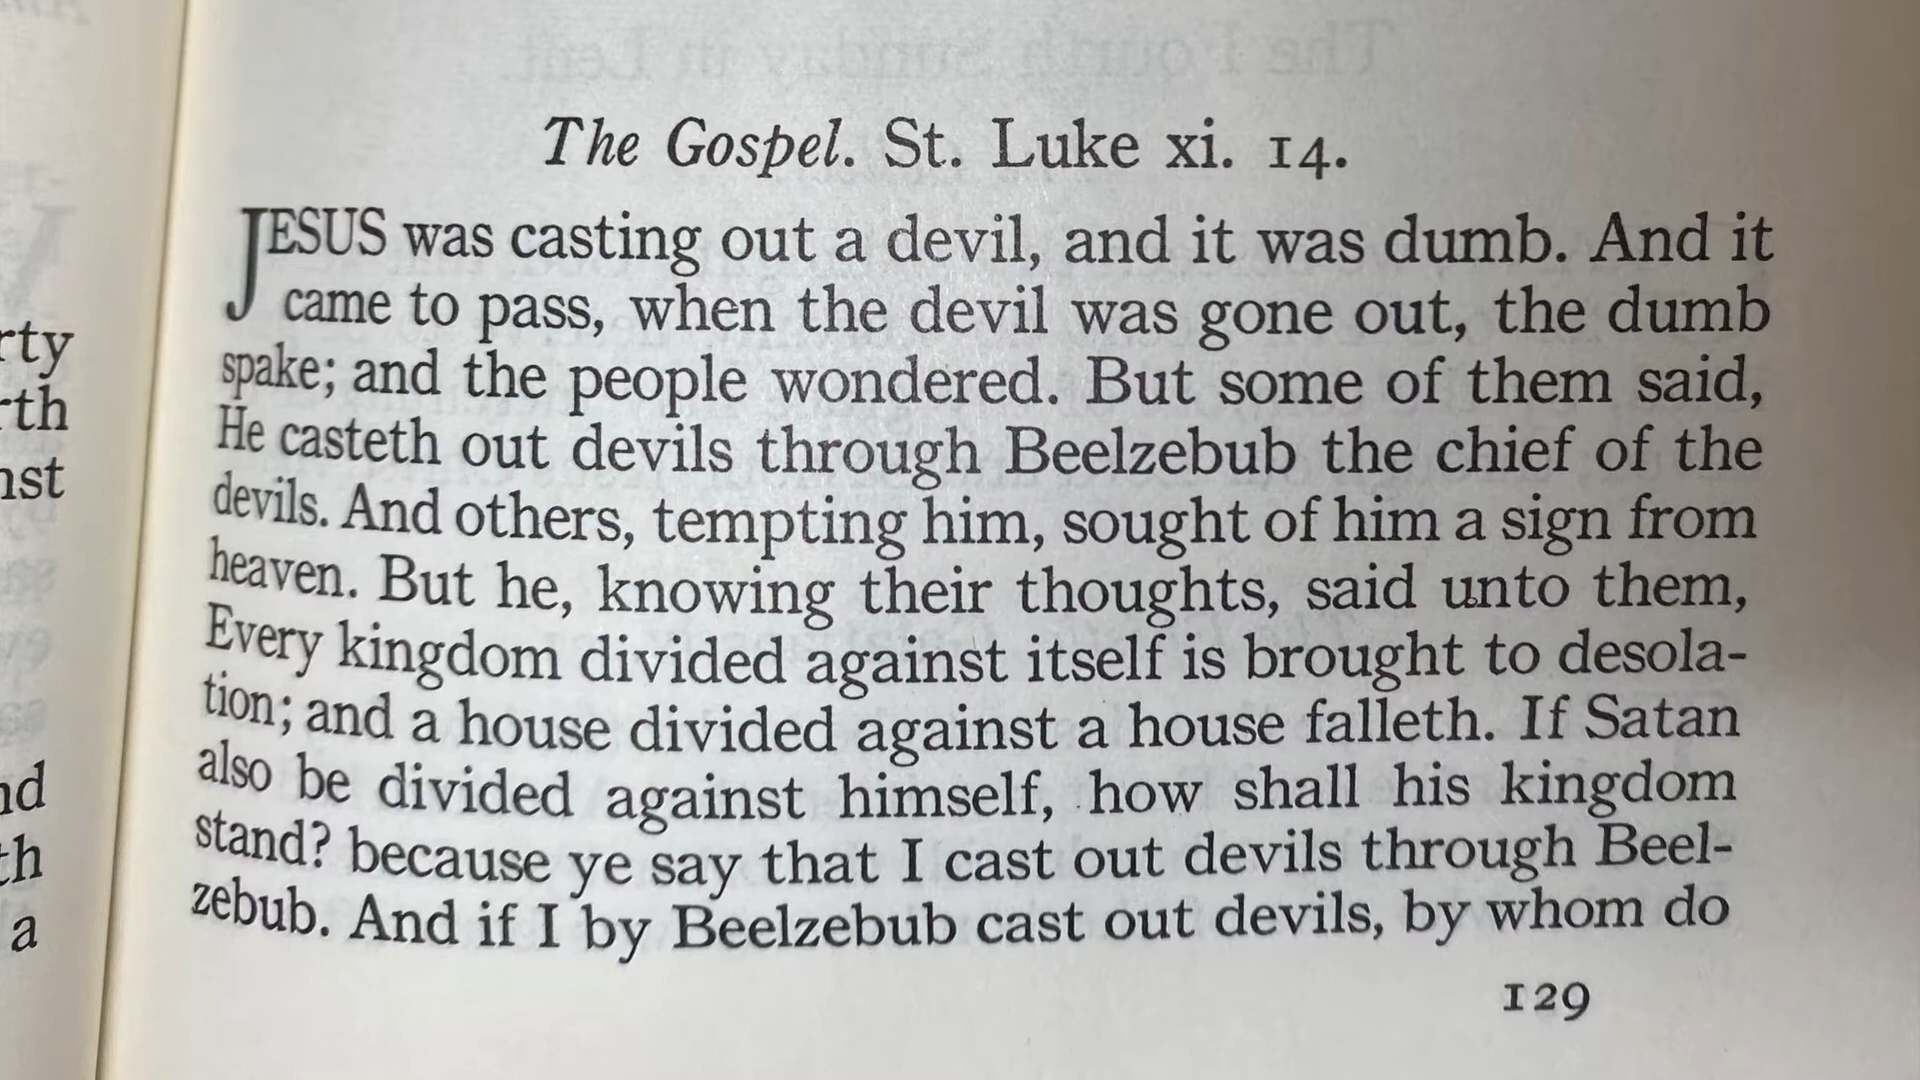 The Gospel. St. Luke xi. 14.
JESUS was casting out a devil, and it was dumb. And it
came to pass, when the devil was gone out, the dumb
spake; and the people wondered. But some of them said,
He casteth out devils through Beelzebub the chief of the
devils. And others, tempting him, sought of him a sign from
heaven. But he, knowing their thoughts, said unto them,
Every kingdom divided against itself is brought to desola-
tion; and a house divided against a house falleth. If Satan
also be divided against himself, how shall his kingdom
stand? because ye say that I cast out devils through Beel-
zebub. And if I by Beelzebub cast out devils, by whom do
129